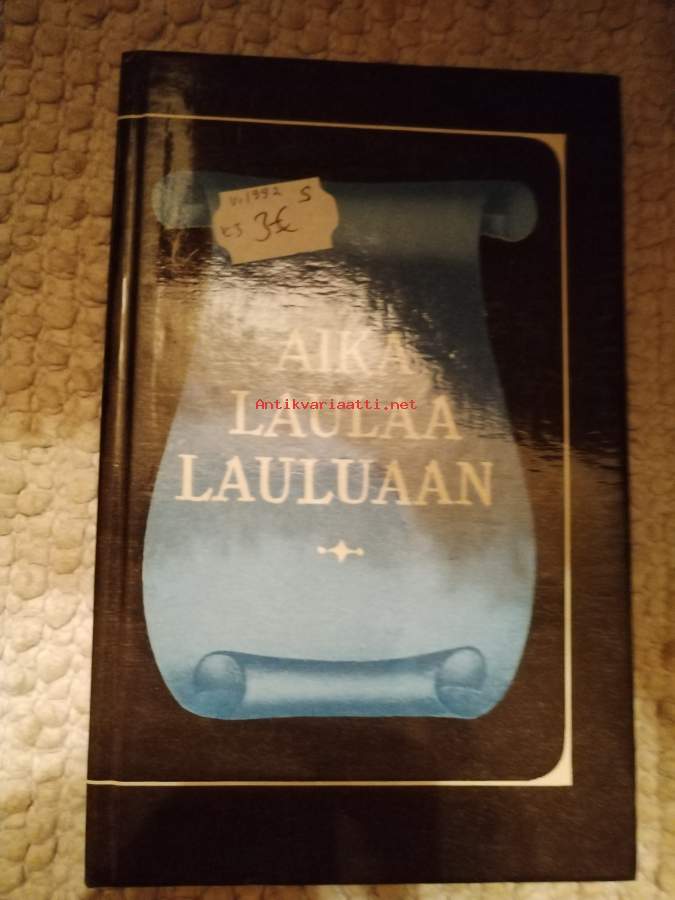 S
3€
AIKA
Antikvariaatti.net
LAULAA
LAULUAAN